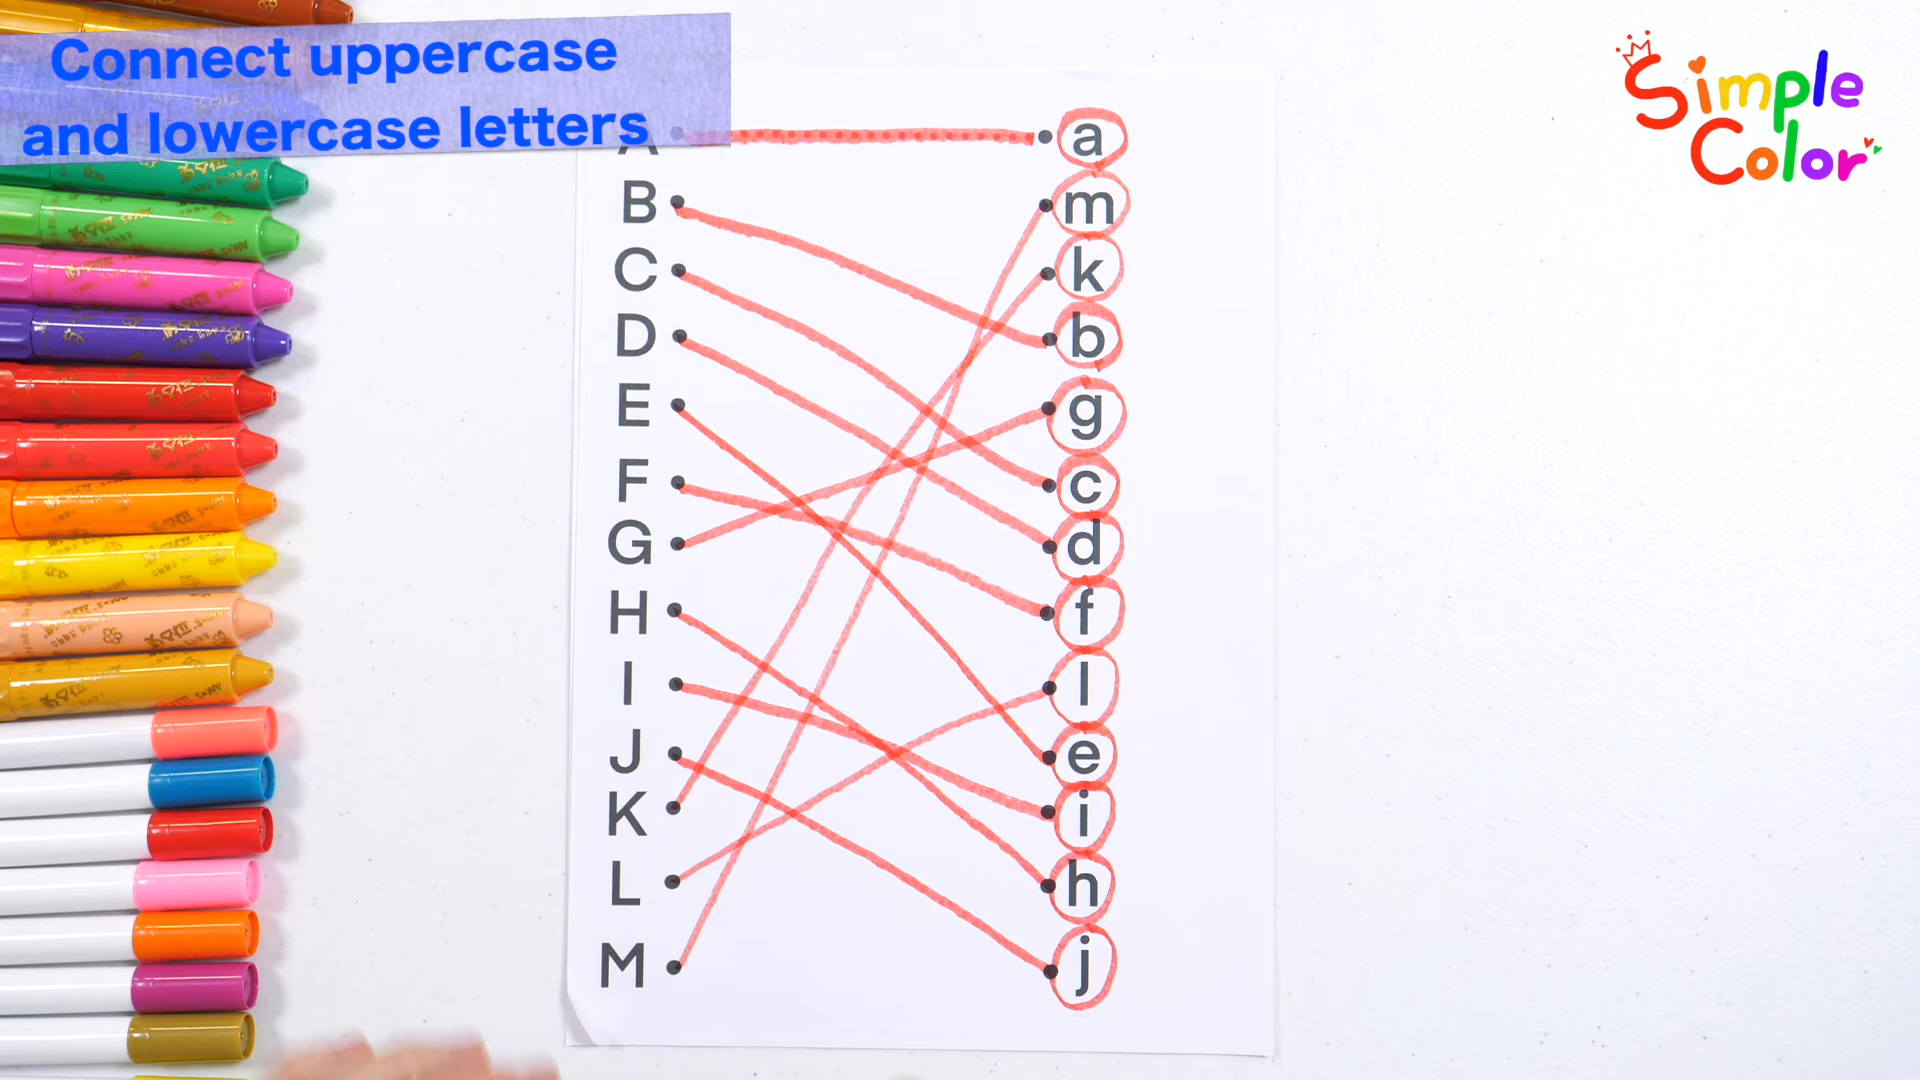 Connect uppercase
and lowercase letters
Simple
Color
A a
B m
C k
D b
E g
F c
G d
H f
I l
J e
K i
L h
M j